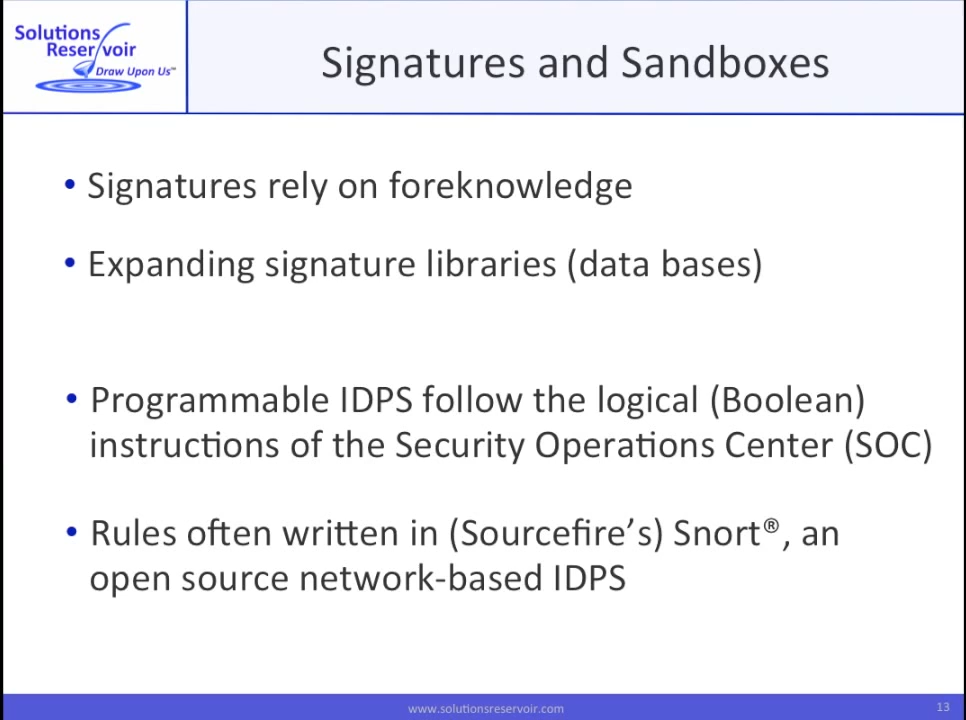 Solutions
Reservoir
Draw Upon Us™
Signatures and Sandboxes
• Signatures rely on foreknowledge
• Expanding signature libraries (data bases)
• Programmable IDPS follow the logical (Boolean)
instructions of the Security Operations Center (SOC)
• Rules often written in (Sourcefire’s) Snort®, an
open source network-based IDPS
www.solutionsreservoir.com
13